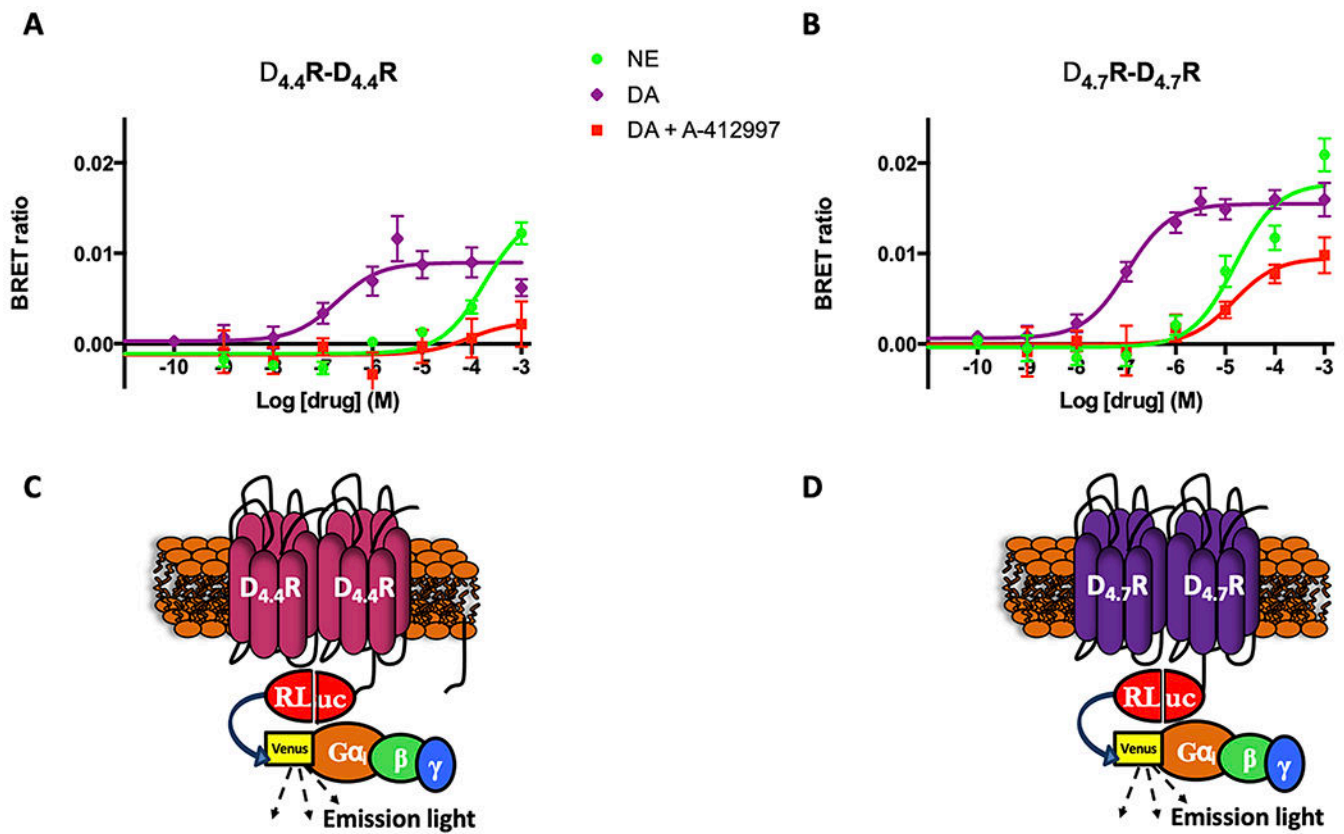 A
D4.4R-D4.4R
BRET ratio
0.02
0.01
0.00
-10 -9 -8 -7 -6 -5 -4 -3
Log [drug] (M)
NE
DA
DA + A-412997
B
D4.7R-D4.7R
BRET ratio
0.02
0.01
0.00
-10 -9 -8 -7 -6 -5 -4 -3
Log [drug] (M)
C
D4.4R D4.4R
RLuc
Venus Gαi β γ
Emission light
D
D4.7R D4.7R
RLuc
Venus Gαi β γ
Emission light